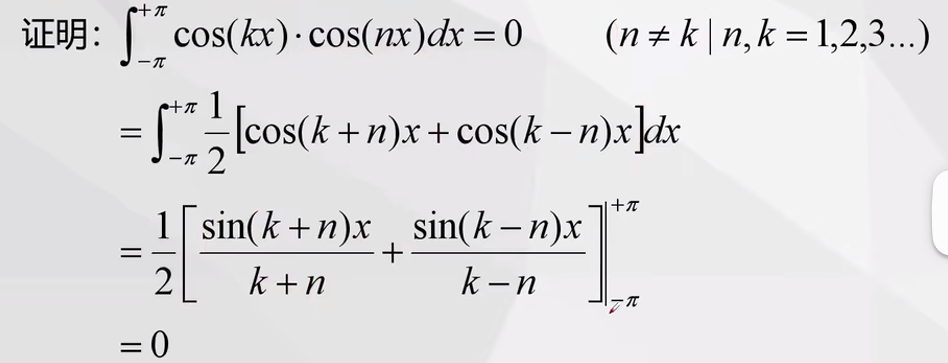 证明: ∫_{-π}^{+π} cos(kx)·cos(nx)dx = 0 (n ≠ k | n,k = 1,2,3...)
= ∫_{-π}^{+π} 1/2 [cos(k+n)x + cos(k−n)x]dx
= 1/2 [ sin(k+n)x / k+n + sin(k−n)x / k−n ] |_{-π}^{+π}
= 0